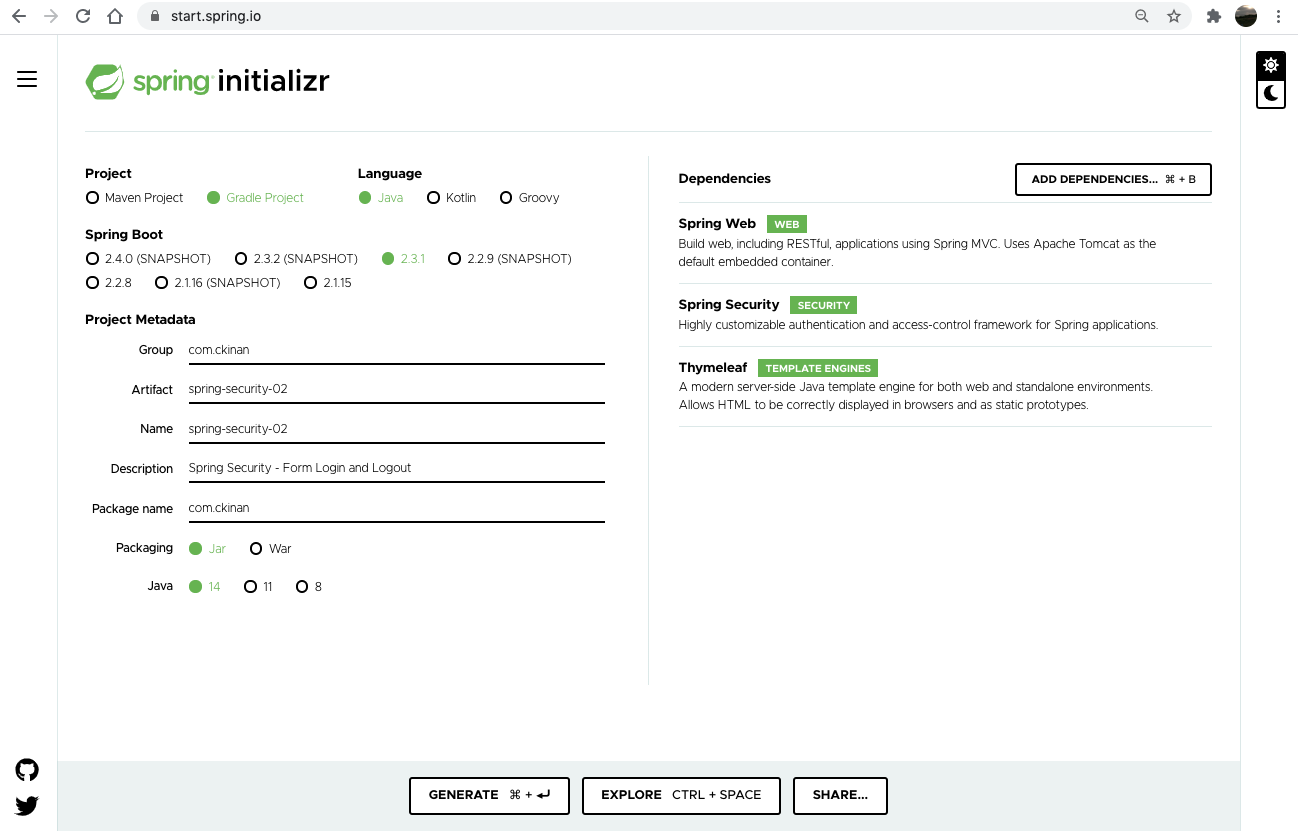 start.spring.io
spring initializr
Project
Maven Project Gradle Project
Language
Java Kotlin Groovy
Spring Boot
2.4.0 (SNAPSHOT) 2.3.2 (SNAPSHOT) 2.3.1 2.2.9 (SNAPSHOT)
2.2.8 2.1.16 (SNAPSHOT) 2.1.15
Project Metadata
Group com.ckinan
Artifact spring-security-02
Name spring-security-02
Description Spring Security - Form Login and Logout
Package name com.ckinan
Packaging Jar War
Java 14 11 8
Dependencies ADD DEPENDENCIES... ⌘ + B
Spring Web WEB
Build web, including RESTful, applications using Spring MVC. Uses Apache Tomcat as the
default embedded container.
Spring Security SECURITY
Highly customizable authentication and access-control framework for Spring applications.
Thymeleaf TEMPLATE ENGINES
A modern server-side Java template engine for both web and standalone environments.
Allows HTML to be correctly displayed in browsers and as static prototypes.
GENERATE ⌘ + ↵ EXPLORE CTRL + SPACE SHARE...